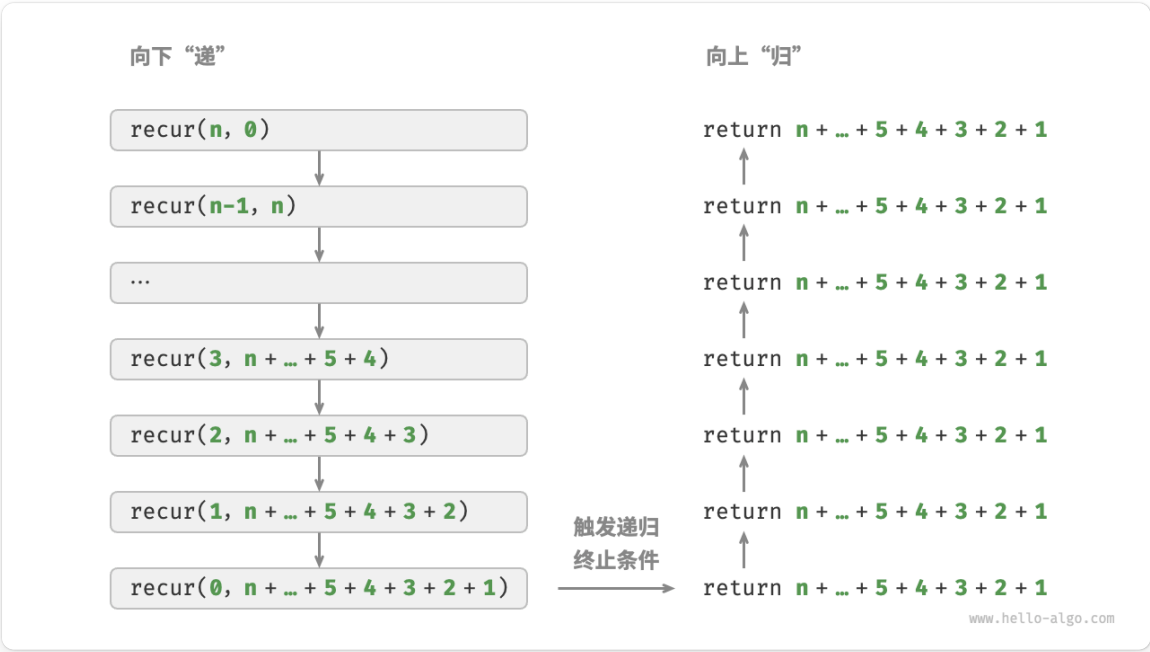 向下“递”
recur(n, 0)
recur(n-1, n)
…
recur(3, n + … + 5 + 4)
recur(2, n + … + 5 + 4 + 3)
recur(1, n + … + 5 + 4 + 3 + 2)
recur(0, n + … + 5 + 4 + 3 + 2 + 1)
触发递归
终止条件
向上“归”
return n + … + 5 + 4 + 3 + 2 + 1
return n + … + 5 + 4 + 3 + 2 + 1
return n + … + 5 + 4 + 3 + 2 + 1
return n + … + 5 + 4 + 3 + 2 + 1
return n + … + 5 + 4 + 3 + 2 + 1
return n + … + 5 + 4 + 3 + 2 + 1
return n + … + 5 + 4 + 3 + 2 + 1
www.hello-algo.com